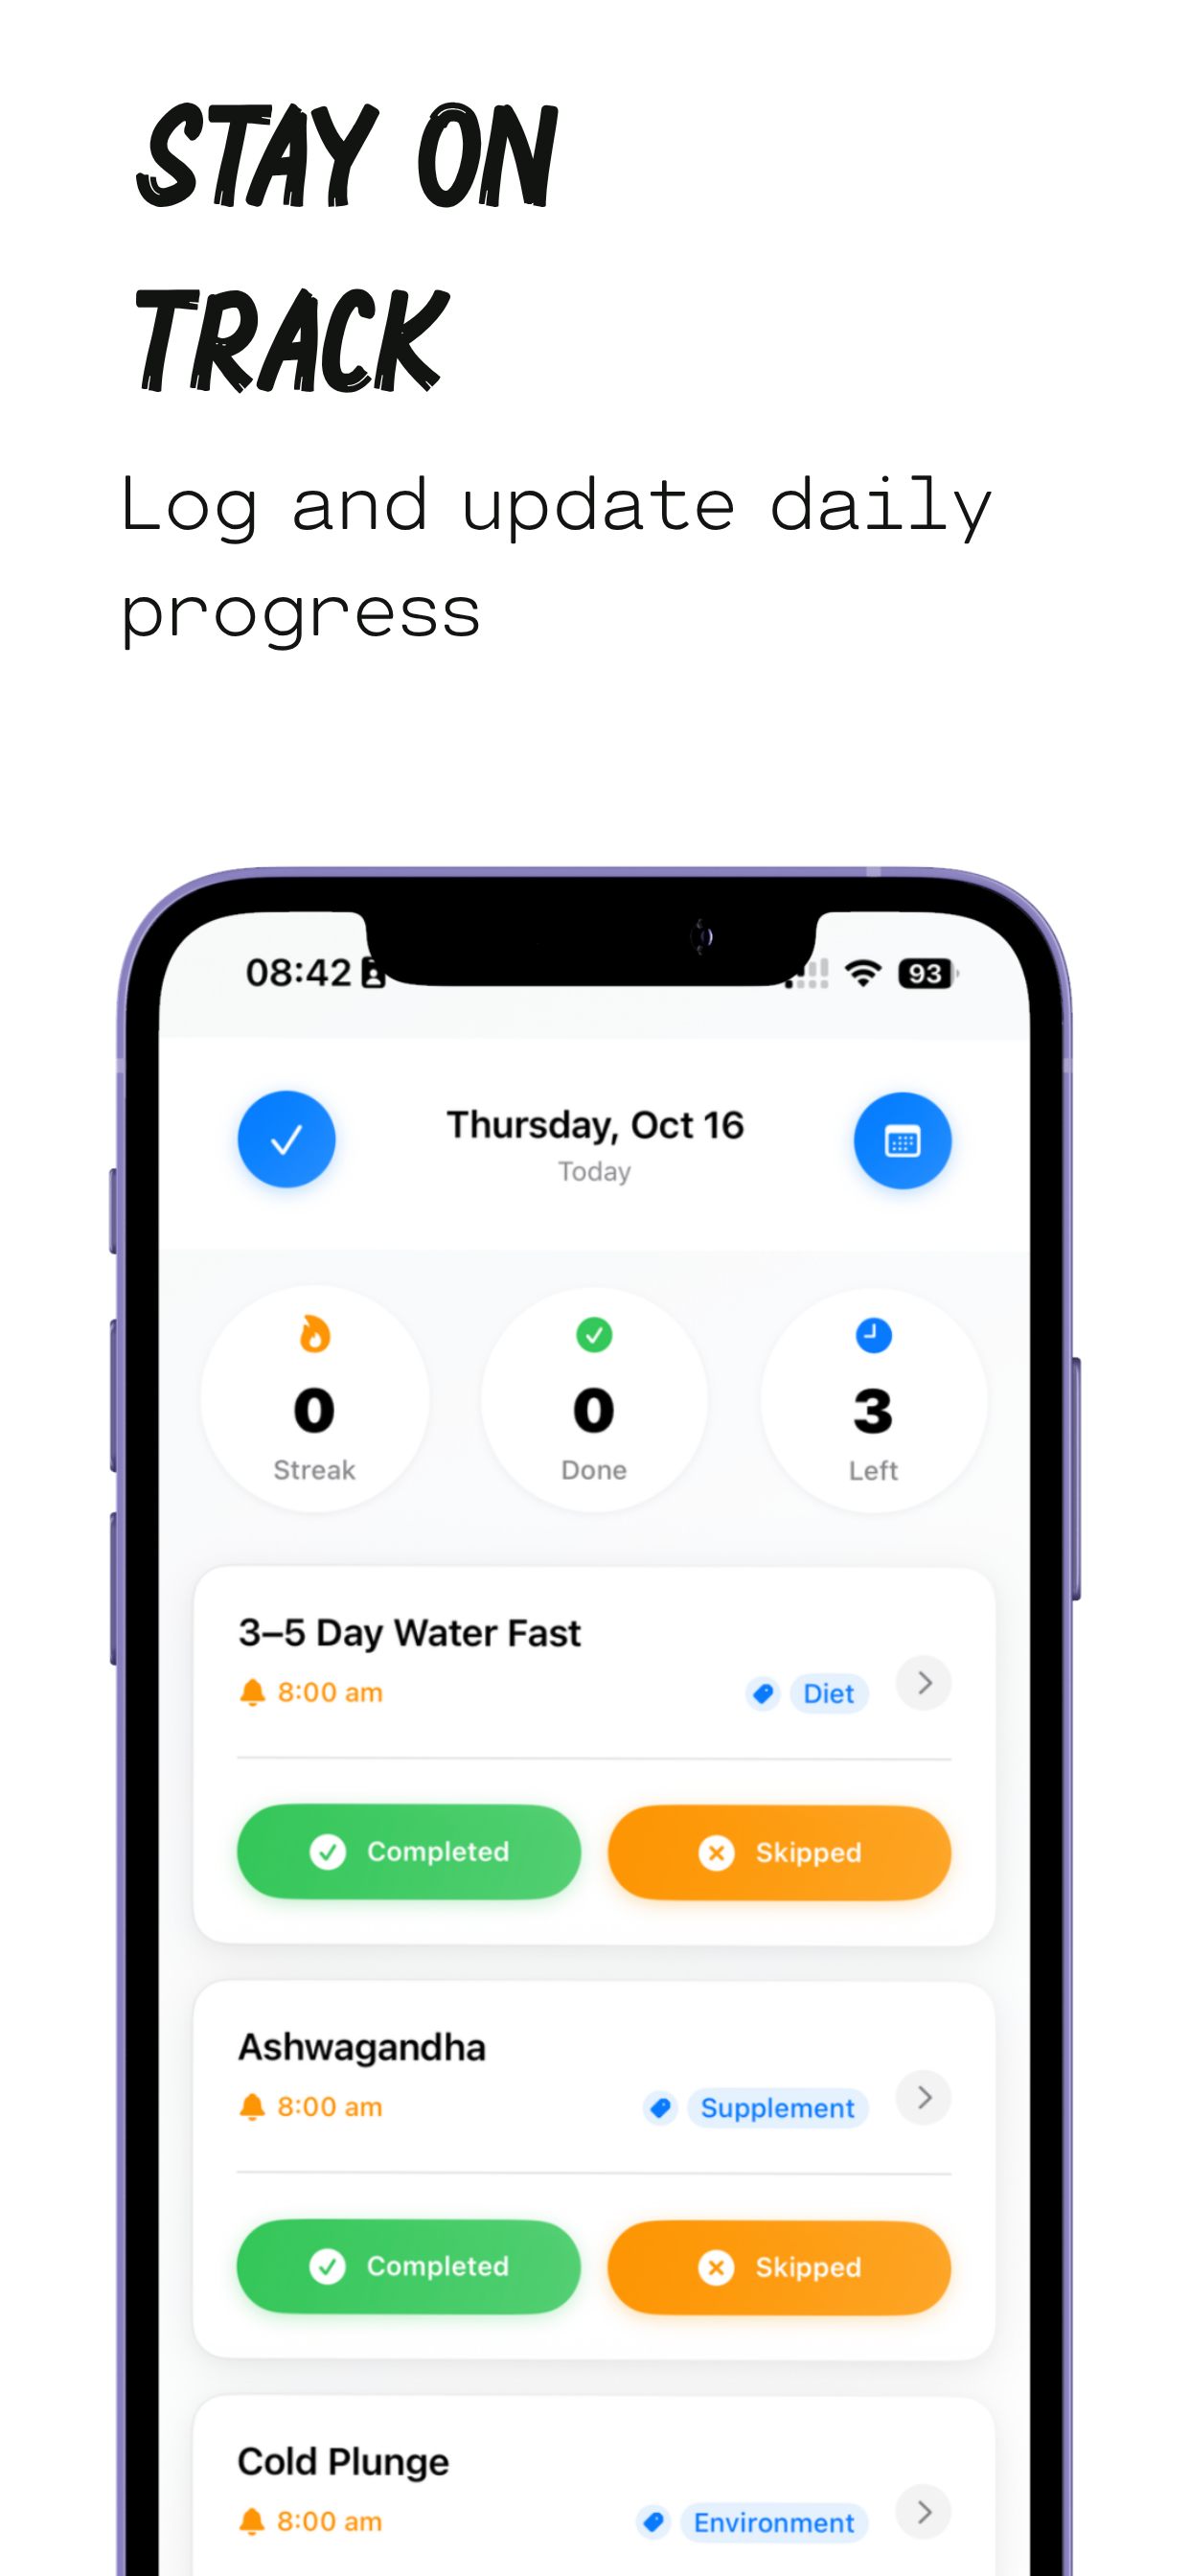 STAY ON
TRACK
Log and update daily
progress
08:42
93
Thursday, Oct 16
Today
0
0
3
Streak
Done
Left
3–5 Day Water Fast
8:00 am
Diet
Completed
Skipped
Ashwagandha
8:00 am
Supplement
Completed
Skipped
Cold Plunge
8:00 am
Environment